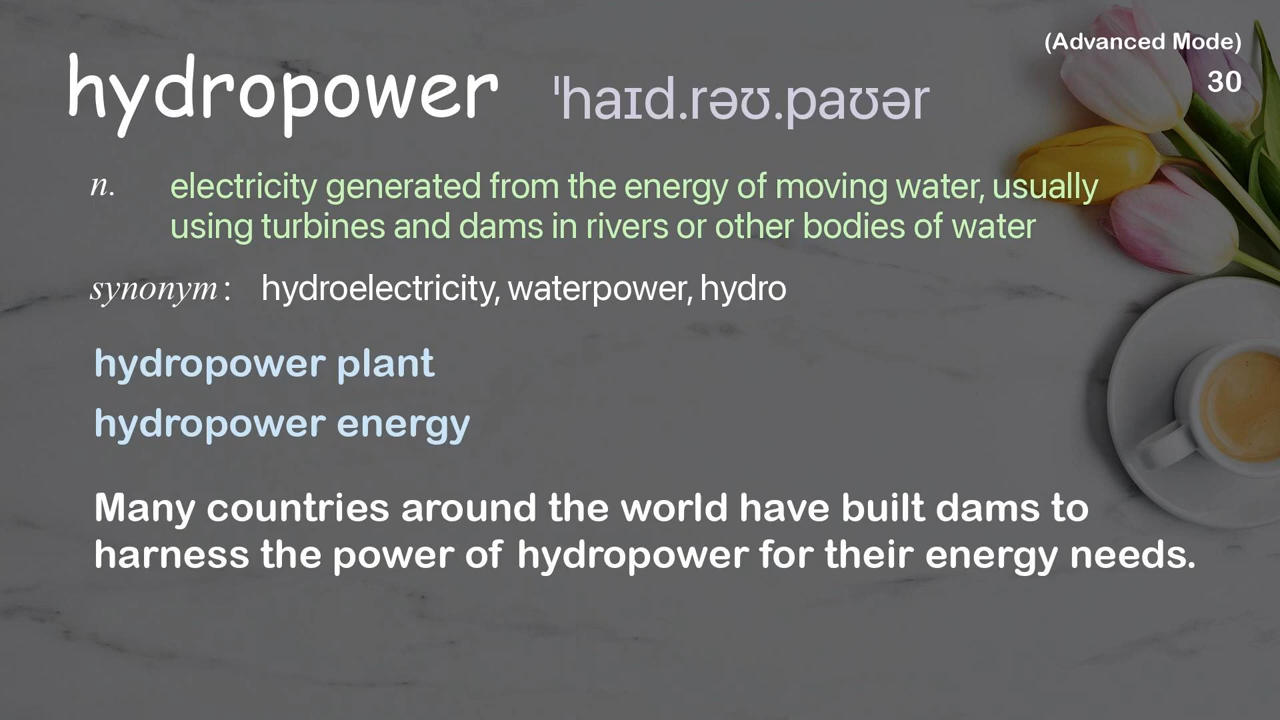 (Advanced Mode)
30
hydropower ˈhaɪd.rəʊ.paʊər
n. electricity generated from the energy of moving water, usually
using turbines and dams in rivers or other bodies of water
synonym: hydroelectricity, waterpower, hydro
hydropower plant
hydropower energy
Many countries around the world have built dams to
harness the power of hydropower for their energy needs.